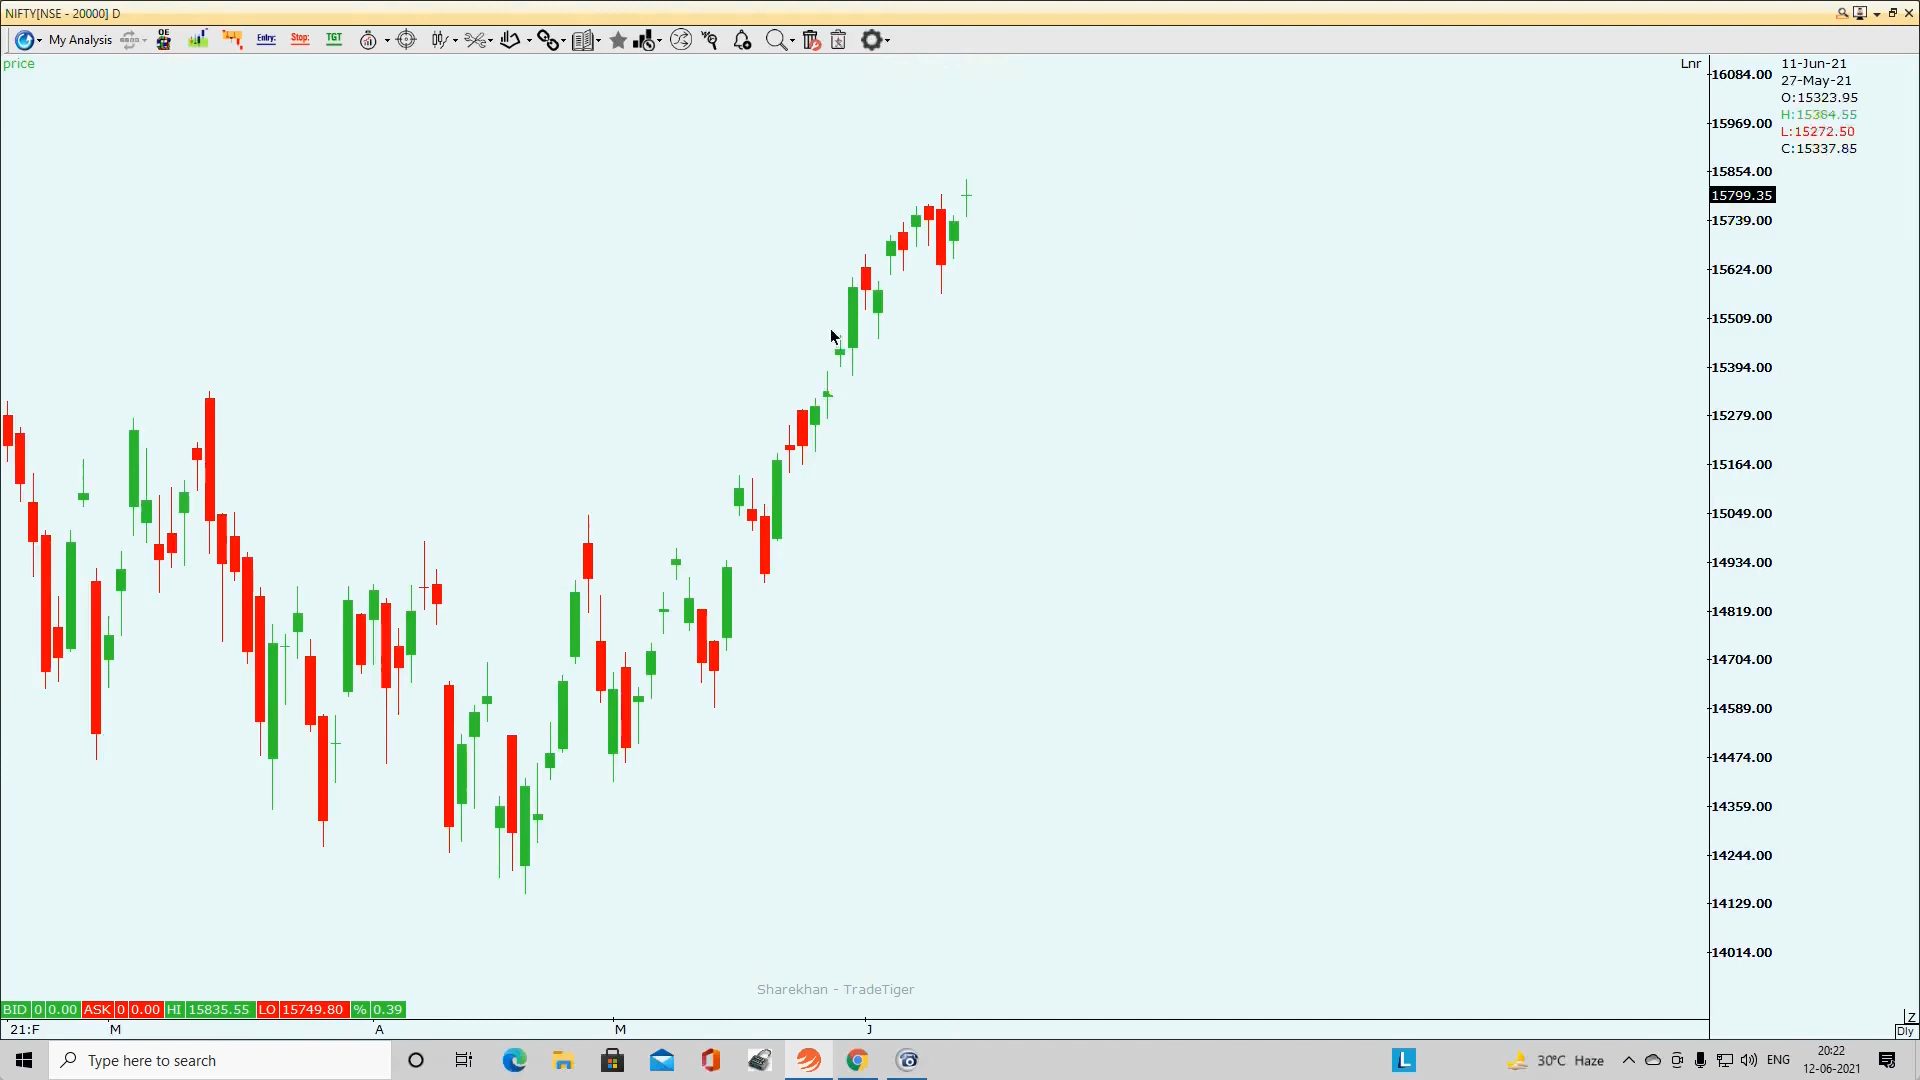 NIFTY[NSE - 20000] D
My Analysis
OE
Entry:
Stop:
TGT
price
Lnr
16084.00
15969.00
15854.00
15799.35
15739.00
15624.00
15509.00
15394.00
15279.00
15164.00
15049.00
14934.00
14819.00
14704.00
14589.00
14474.00
14359.00
14244.00
14129.00
14014.00
11-Jun-21
27-May-21
O:15323.95
H:15384.55
L:15272.50
C:15337.85
Sharekhan - TradeTiger
BID 0 0.00 ASK 0 0.00 HI 15835.55 LO 15749.80 % 0.39
21:F M A M J
Z
Dly
Type here to search
L
30°C Haze
ENG
20:22
12-06-2021